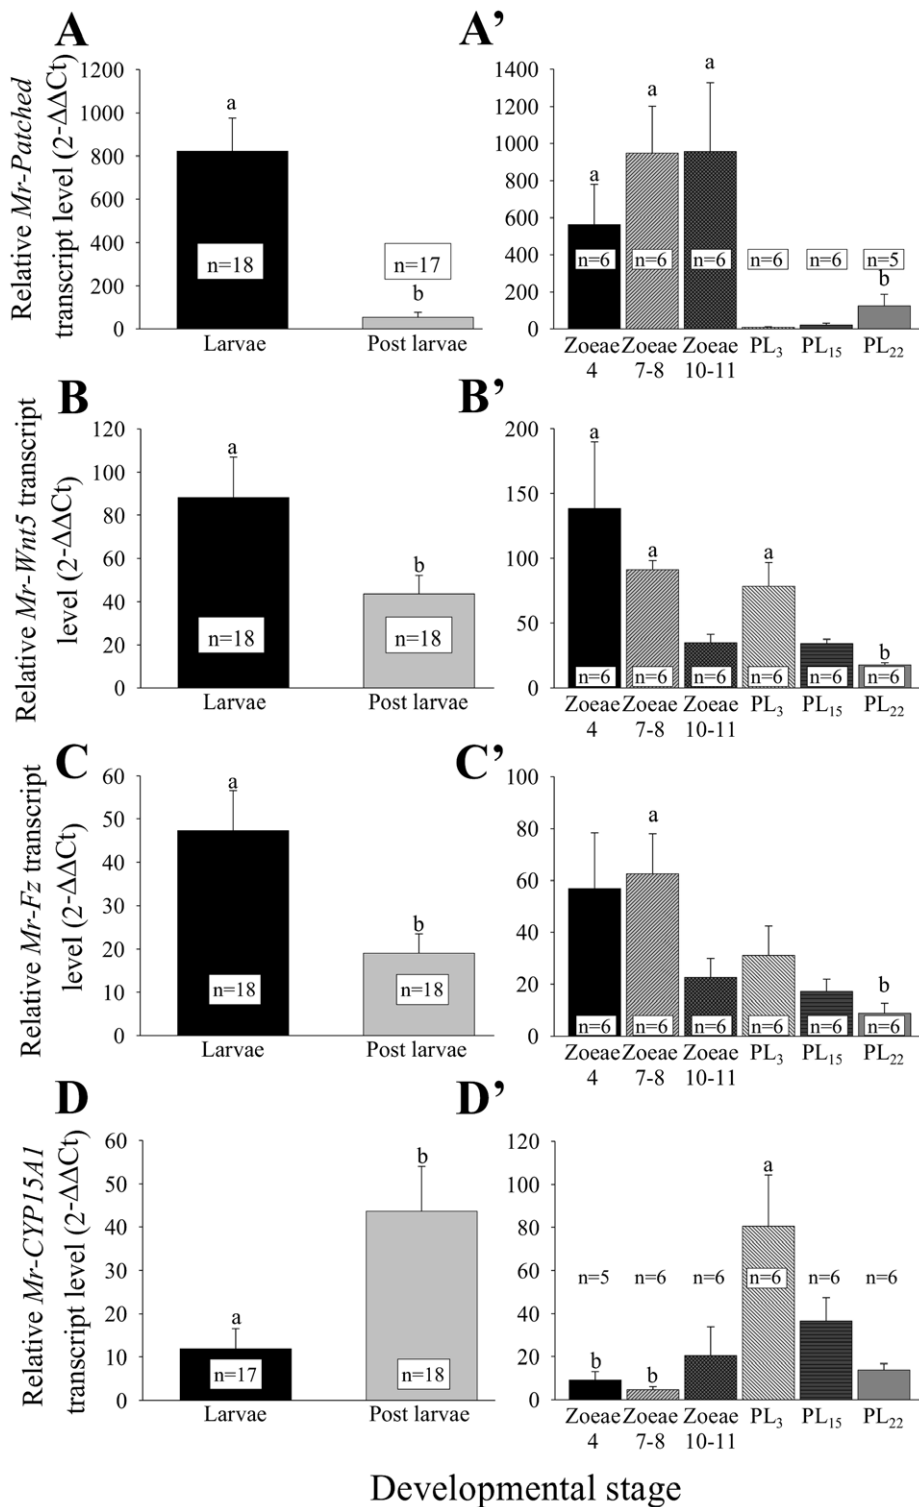 A
Relative Mr-Patched
transcript level (2-ΔΔCt)
1200
1000
800
600
400
200
0
a
b
n=18
n=17
Larvae
Post larvae
A’
1400
1200
1000
800
600
400
200
0
a
a
a
b
n=6
n=6
n=6
n=6
n=6
n=5
Zoeae
4
Zoeae
7-8
Zoeae
10-11
PL3
PL15
PL22
B
Relative Mr-Wnt5 transcript
level (2-ΔΔCt)
120
100
80
60
40
20
0
a
b
n=18
n=18
Larvae
Post larvae
B’
200
150
100
50
0
a
a
a
b
n=6
n=6
n=6
n=6
n=6
n=6
Zoeae
4
Zoeae
7-8
Zoeae
10-11
PL3
PL15
PL22
C
Relative Mr-Fz transcript
level (2-ΔΔCt)
60
50
40
30
20
10
0
a
b
n=18
n=18
Larvae
Post larvae
C’
100
80
60
40
20
0
a
b
n=6
n=6
n=6
n=6
n=6
n=6
Zoeae
4
Zoeae
7-8
Zoeae
10-11
PL3
PL15
PL22
D
Relative Mr-CYP15A1
transcript level (2-ΔΔCt)
60
50
40
30
20
10
0
a
b
n=17
n=18
Larvae
Post larvae
D’
120
100
80
60
40
20
0
b
b
a
n=5
n=6
n=6
n=6
n=6
n=6
Zoeae
4
Zoeae
7-8
Zoeae
10-11
PL3
PL15
PL22
Developmental stage